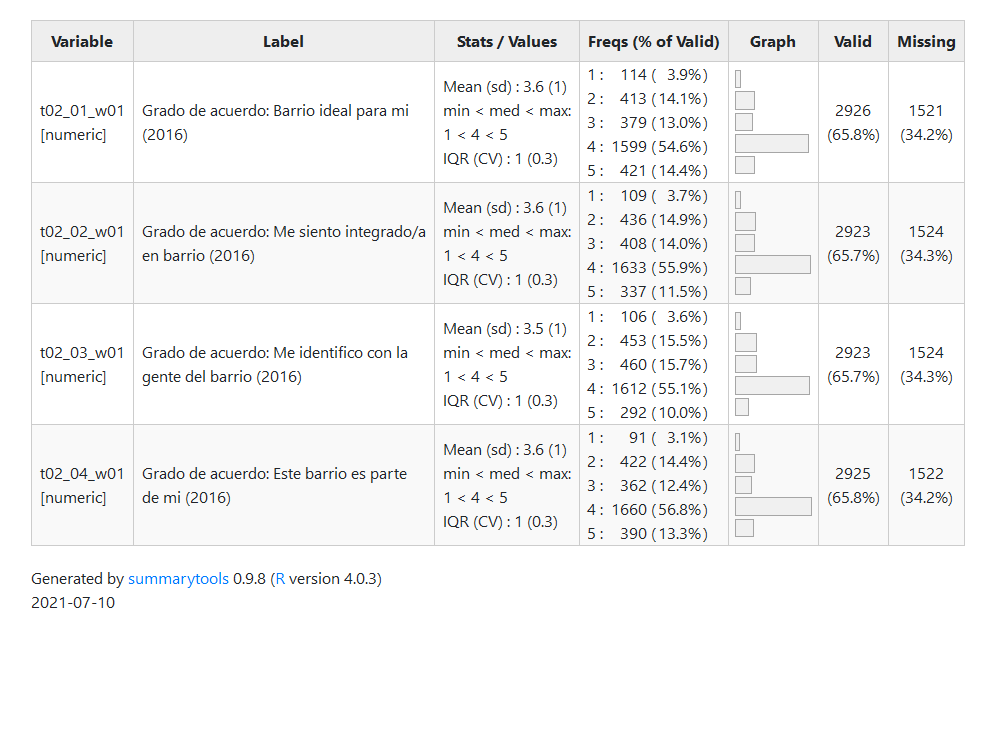 Variable Label Stats / Values Freqs (% of Valid) Graph Valid Missing
t02_01_w01
[numeric]
Grado de acuerdo: Barrio ideal para mi
(2016)
Mean (sd) : 3.6 (1)
min < med < max:
1 < 4 < 5
IQR (CV) : 1 (0.3)
1 : 114 ( 3.9%)
2 : 413 (14.1%)
3 : 379 (13.0%)
4 : 1599 (54.6%)
5 : 421 (14.4%)
2926
(65.8%)
1521
(34.2%)
t02_02_w01
[numeric]
Grado de acuerdo: Me siento integrado/a
en barrio (2016)
Mean (sd) : 3.6 (1)
min < med < max:
1 < 4 < 5
IQR (CV) : 1 (0.3)
1 : 109 ( 3.7%)
2 : 436 (14.9%)
3 : 408 (14.0%)
4 : 1633 (55.9%)
5 : 337 (11.5%)
2923
(65.7%)
1524
(34.3%)
t02_03_w01
[numeric]
Grado de acuerdo: Me identifico con la
gente del barrio (2016)
Mean (sd) : 3.5 (1)
min < med < max:
1 < 4 < 5
IQR (CV) : 1 (0.3)
1 : 106 ( 3.6%)
2 : 453 (15.5%)
3 : 460 (15.7%)
4 : 1612 (55.1%)
5 : 292 (10.0%)
2923
(65.7%)
1524
(34.3%)
t02_04_w01
[numeric]
Grado de acuerdo: Este barrio es parte
de mi (2016)
Mean (sd) : 3.6 (1)
min < med < max:
1 < 4 < 5
IQR (CV) : 1 (0.3)
1 : 91 ( 3.1%)
2 : 422 (14.4%)
3 : 362 (12.4%)
4 : 1660 (56.8%)
5 : 390 (13.3%)
2925
(65.8%)
1522
(34.2%)
Generated by summarytools 0.9.8 (R version 4.0.3)
2021-07-10